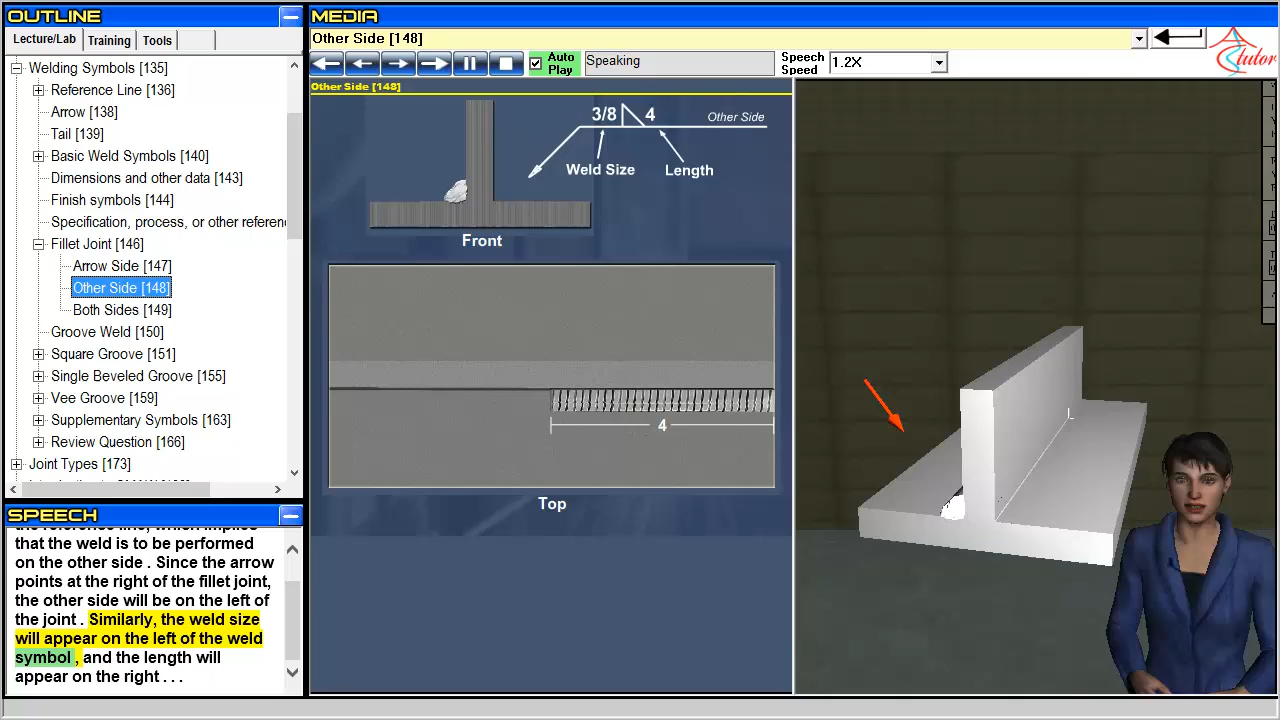 OUTLINE
Lecture/Lab
Training
Tools
Welding Symbols [135]
Reference Line [136]
Arrow [138]
Tail [139]
Basic Weld Symbols [140]
Dimensions and other data [143]
Finish symbols [144]
Specification, process, or other referen
Fillet Joint [146]
Arrow Side [147]
Other Side [148]
Both Sides [149]
Groove Weld [150]
Square Groove [151]
Single Beveled Groove [155]
Vee Groove [159]
Supplementary Symbols [163]
Review Question [166]
Joint Types [173]
SPEECH
that the weld is to be performed
on the other side . Since the arrow
points at the right of the fillet joint,
the other side will be on the left of
the joint . Similarly, the weld size
will appear on the left of the weld
symbol , and the length will
appear on the right . . .
MEDIA
Other Side [148]
Auto
Play
Speaking
Speech
Speed
1.2X
tutor
Other Side [148]
3/8 4 Other Side
Weld Size Length
Front
4
Top